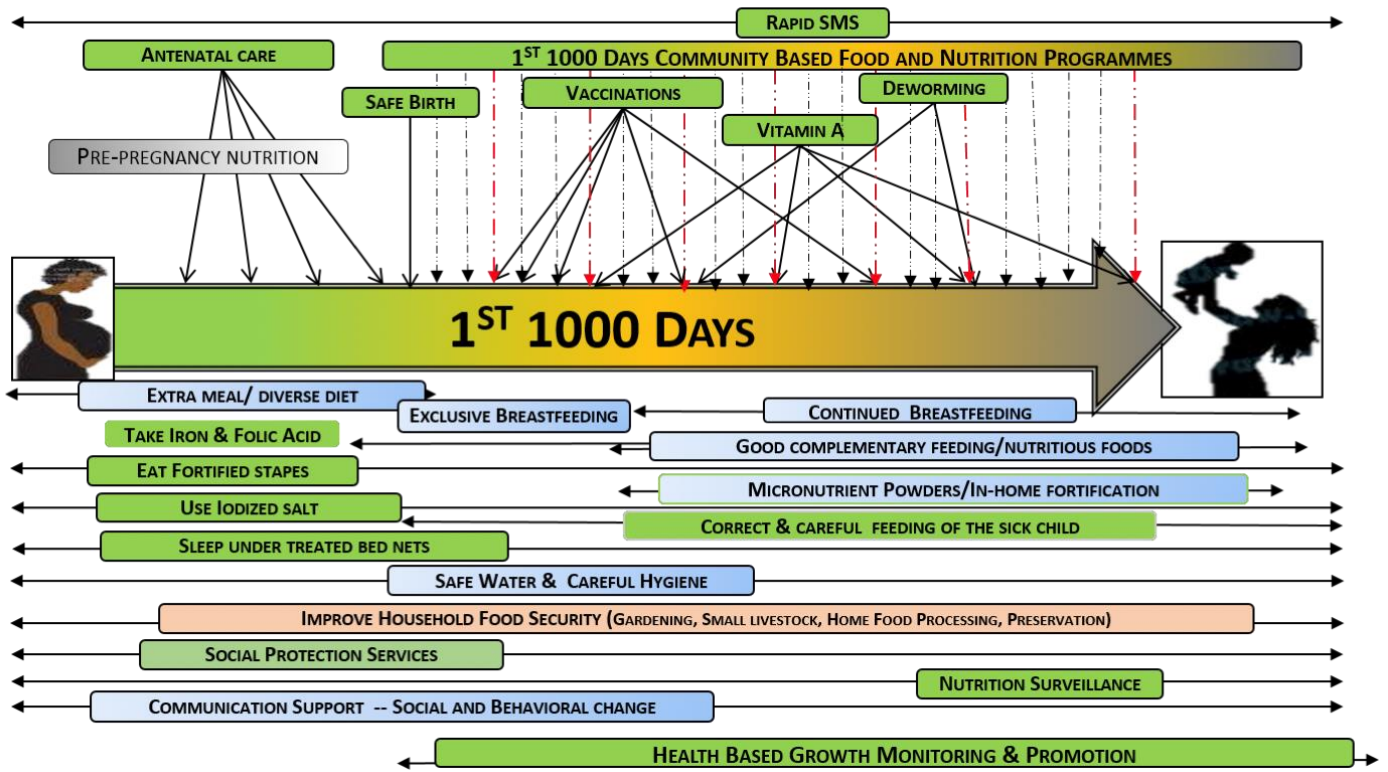 RAPID SMS
ANTENATAL CARE
1ST 1000 DAYS COMMUNITY BASED FOOD AND NUTRITION PROGRAMMES
SAFE BIRTH
VACCINATIONS
DEWORMING
VITAMIN A
PRE-PREGNANCY NUTRITION
1ST 1000 DAYS
EXTRA MEAL/ DIVERSE DIET
EXCLUSIVE BREASTFEEDING
CONTINUED BREASTFEEDING
TAKE IRON & FOLIC ACID
GOOD COMPLEMENTARY FEEDING/NUTRITIOUS FOODS
EAT FORTIFIED STAPES
MICRONUTRIENT POWDERS/IN-HOME FORTIFICATION
USE IODIZED SALT
CORRECT & CAREFUL FEEDING OF THE SICK CHILD
SLEEP UNDER TREATED BED NETS
SAFE WATER & CAREFUL HYGIENE
IMPROVE HOUSEHOLD FOOD SECURITY (GARDENING, SMALL LIVESTOCK, HOME FOOD PROCESSING, PRESERVATION)
SOCIAL PROTECTION SERVICES
NUTRITION SURVEILLANCE
COMMUNICATION SUPPORT -- SOCIAL AND BEHAVIORAL CHANGE
HEALTH BASED GROWTH MONITORING & PROMOTION